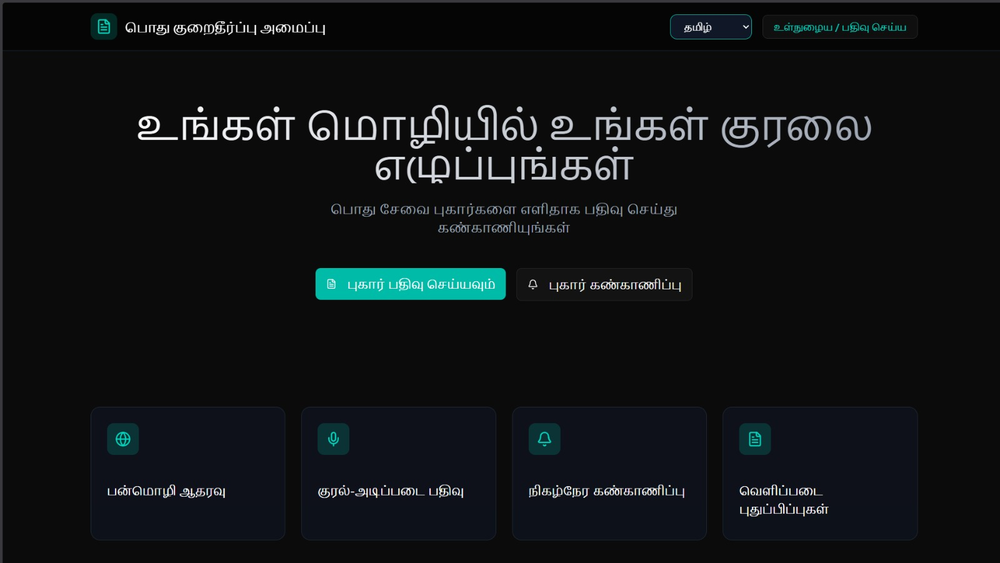 பொது குறைதீர்ப்பு அமைப்பு
தமிழ்
உள்நுழைய / பதிவு செய்ய
உங்கள் மொழியில் உங்கள் குரலை
எழுப்புங்கள்
பொது சேவை புகார்களை எளிதாக பதிவு செய்து
கண்காணியுங்கள்
புகார் பதிவு செய்யவும்
புகார் கண்காணிப்பு
பன்மொழி ஆதரவு
குரல்-அடிப்படை பதிவு
நிகழ்நேர கண்காணிப்பு
வெளிப்படை
புதுப்பிப்புகள்